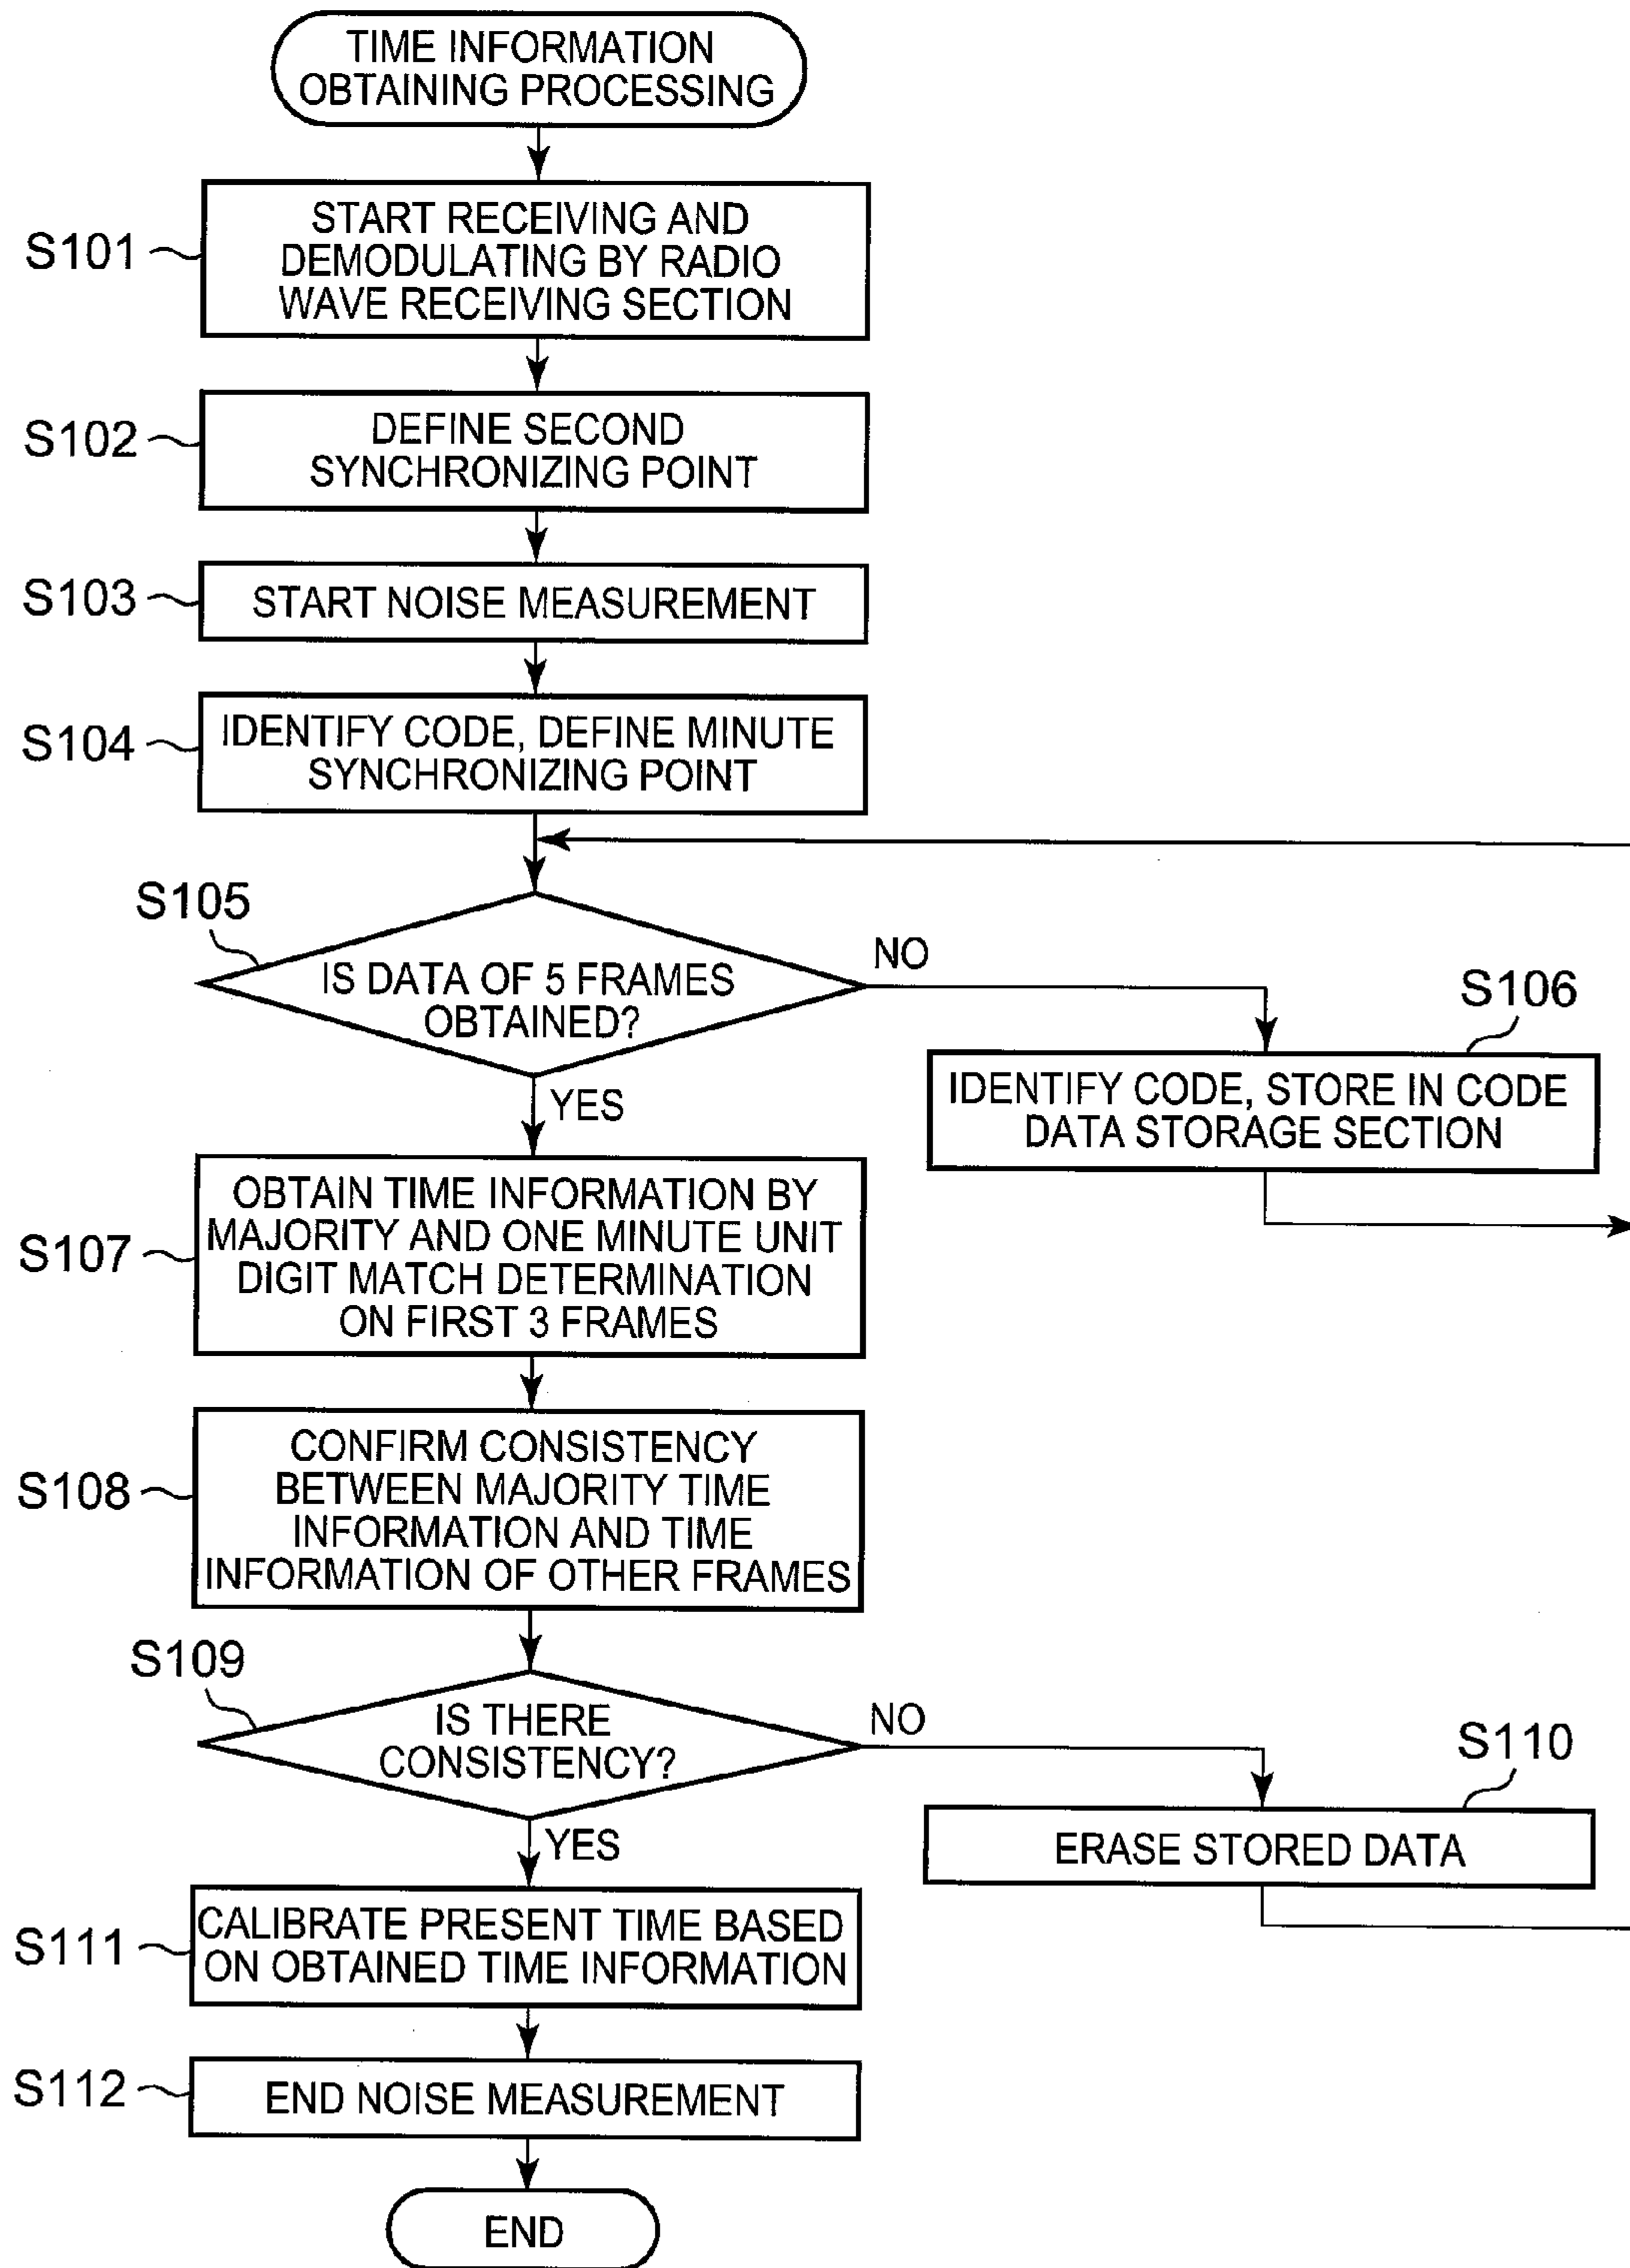 TIME INFORMATION
OBTAINING PROCESSING
S101
START RECEIVING AND
DEMODULATING BY RADIO
WAVE RECEIVING SECTION
S102
DEFINE SECOND
SYNCHRONIZING POINT
S103
START NOISE MEASUREMENT
S104
IDENTIFY CODE, DEFINE MINUTE
SYNCHRONIZING POINT
S105
IS DATA OF 5 FRAMES
OBTAINED?
NO
YES
S106
IDENTIFY CODE, STORE IN CODE
DATA STORAGE SECTION
S107
OBTAIN TIME INFORMATION BY
MAJORITY AND ONE MINUTE UNIT
DIGIT MATCH DETERMINATION
ON FIRST 3 FRAMES
S108
CONFIRM CONSISTENCY
BETWEEN MAJORITY TIME
INFORMATION AND TIME
INFORMATION OF OTHER FRAMES
S109
IS THERE
CONSISTENCY?
NO
YES
S110
ERASE STORED DATA
S111
CALIBRATE PRESENT TIME BASED
ON OBTAINED TIME INFORMATION
S112
END NOISE MEASUREMENT
END